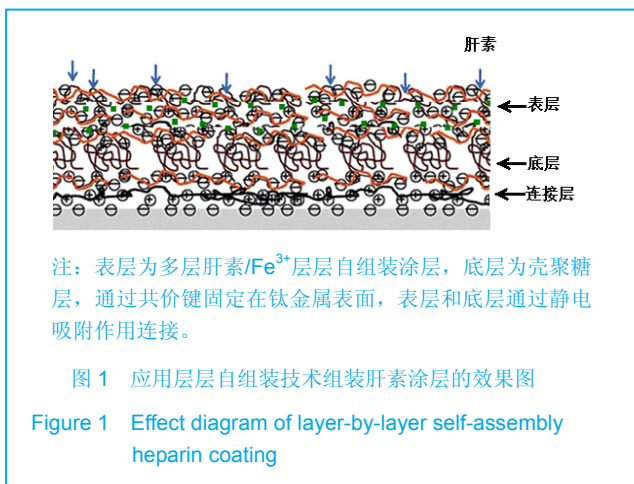 肝素
表层
底层
连接层
注：表层为多层肝素/Fe³⁺层层自组装涂层，底层为壳聚糖
层，通过共价键固定在钛金属表面，表层和底层通过静电
吸附作用连接。
图 1 应用层层自组装技术组装肝素涂层的效果图
Figure 1 Effect diagram of layer-by-layer self-assembly
heparin coating